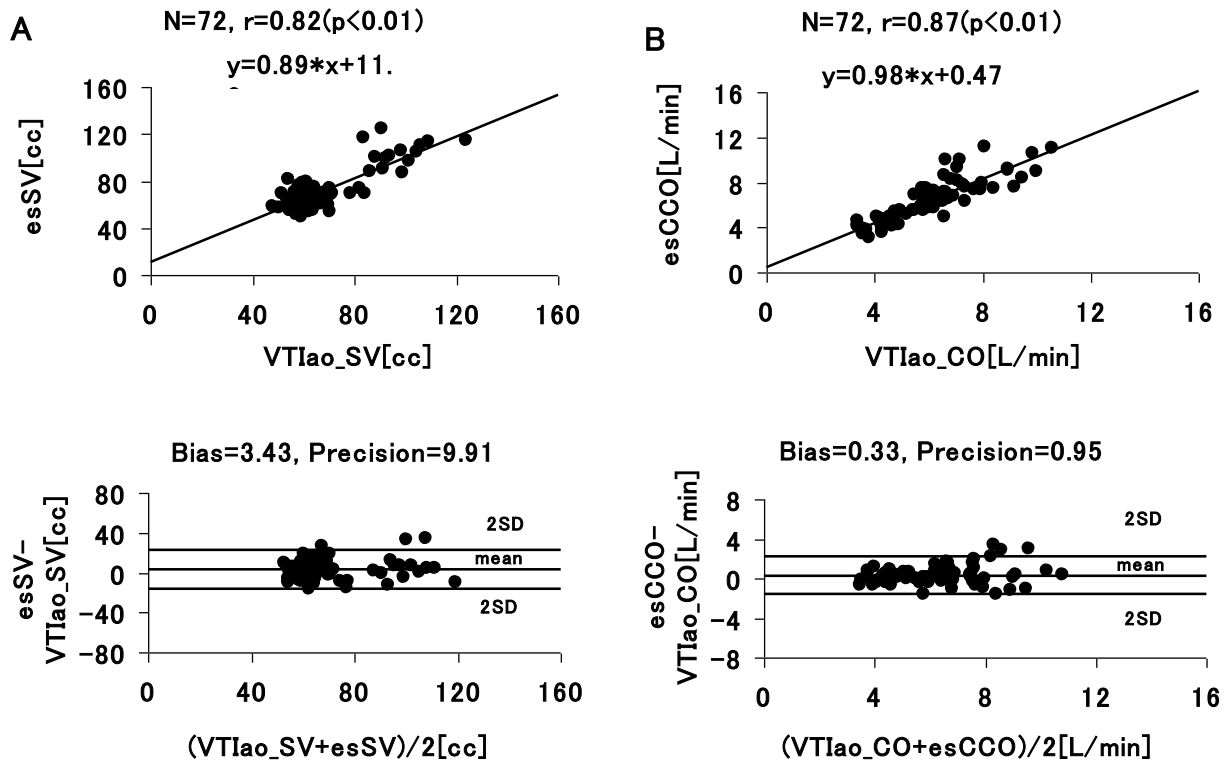 A
N=72, r=0.82(p<0.01)
y=0.89*x+11.
esSV[cc]
160
120
80
40
0
0 40 80 120 160
VTIao_SV[cc]
Bias=3.43, Precision=9.91
esSV-
VTIao_SV[cc]
80
40
0
-40
-80
2SD
mean
2SD
0 40 80 120 160
(VTIao_SV+esSV)/2[cc]
B
N=72, r=0.87(p<0.01)
y=0.98*x+0.47
esCCO[L/min]
16
12
8
4
0
0 4 8 12 16
VTIao_CO[L/min]
Bias=0.33, Precision=0.95
esCCO-
VTIao_CO[L/min]
8
4
0
-4
-8
2SD
mean
2SD
0 4 8 12 16
(VTIao_CO+esCCO)/2[L/min]